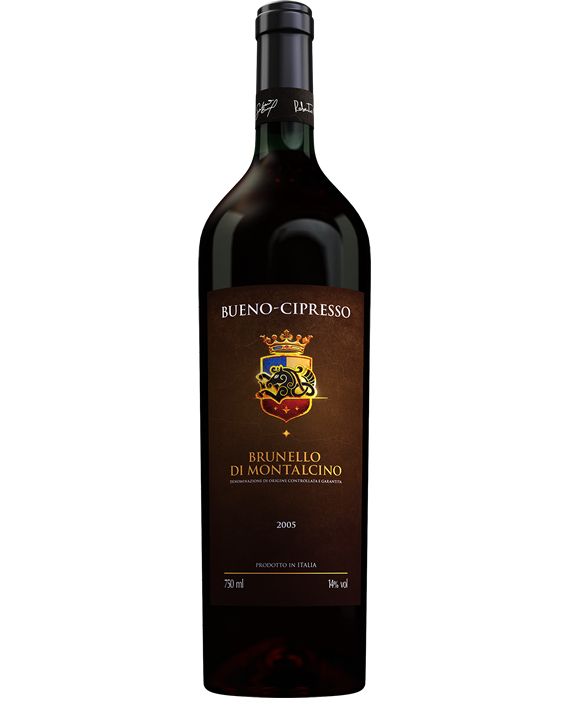 BUENO-CIPRESSO
BRUNELLO
DI MONTALCINO
DENOMINAZIONE DI ORIGINE CONTROLLATA E GARANTITA
2005
PRODOTTO IN ITALIA
750 ml 14% vol